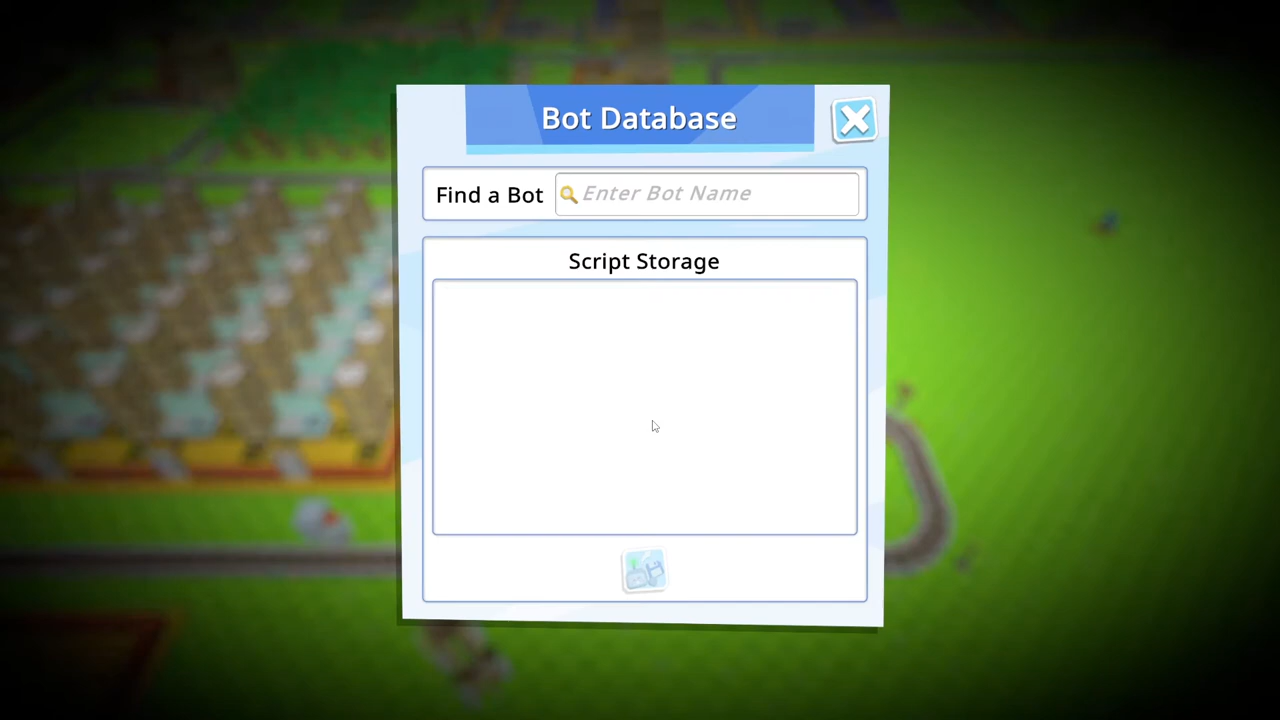 Bot Database
Find a Bot
Enter Bot Name
Script Storage